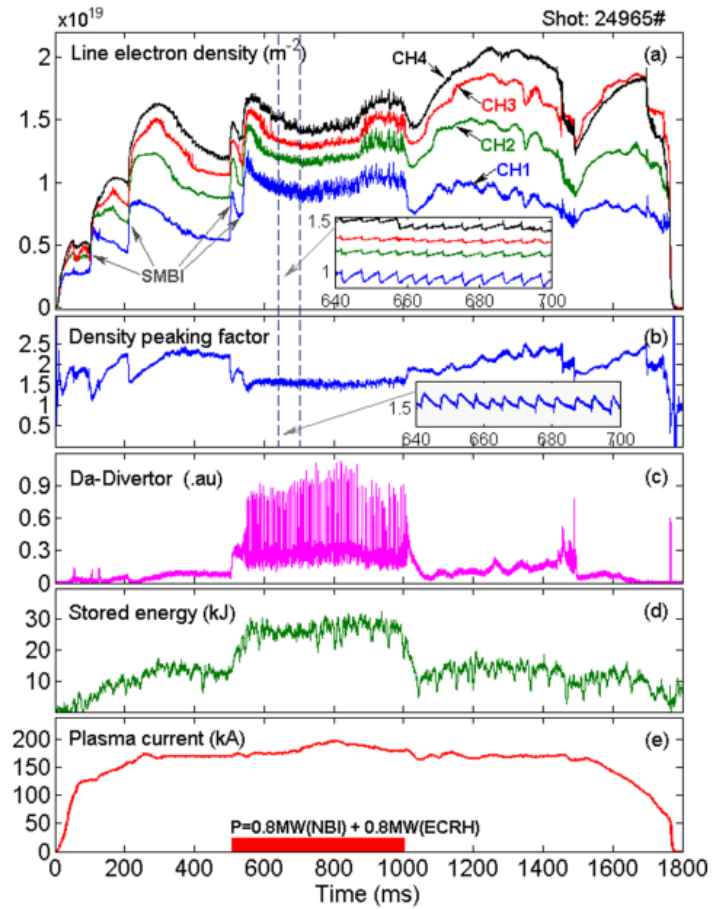 x10^19
Shot: 24965#
Line electron density (m^-2)
(a)
2
1.5
1
0.5
0
CH4
CH3
CH2
CH1
SMBI
1.5
1
640 660 680 700
Density peaking factor
(b)
2.5
2
1.5
1
0.5
1.5
640 660 680 700
Da-Divertor (.au)
(c)
0.9
0.6
0.3
0
Stored energy (kJ)
(d)
30
20
10
Plasma current (kA)
(e)
200
150
100
50
0
P=0.8MW(NBI) + 0.8MW(ECRH)
0 200 400 600 800 1000 1200 1400 1600 1800
Time (ms)